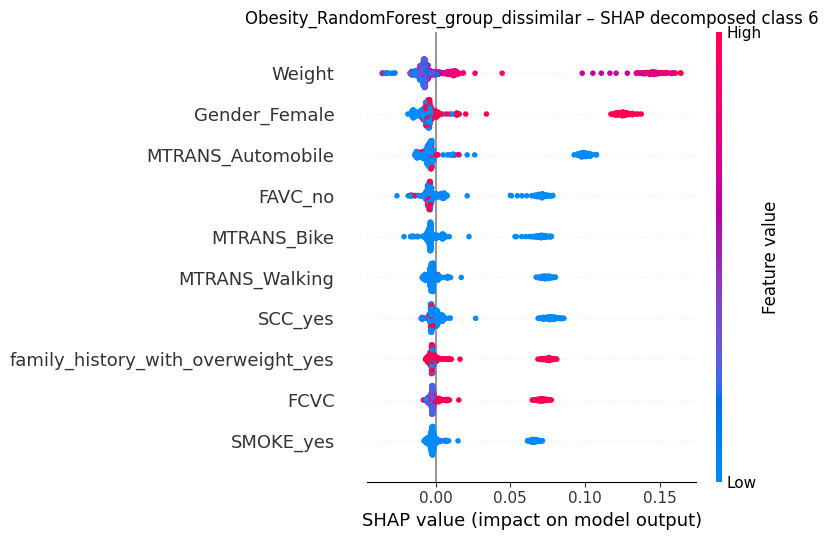 Obesity_RandomForest_group_dissimilar – SHAP decomposed class 6
High
Weight
Gender_Female
MTRANS_Automobile
FAVC_no
MTRANS_Bike
MTRANS_Walking
SCC_yes
family_history_with_overweight_yes
FCVC
SMOKE_yes
Feature value
Low
0.00 0.05 0.10 0.15
SHAP value (impact on model output)